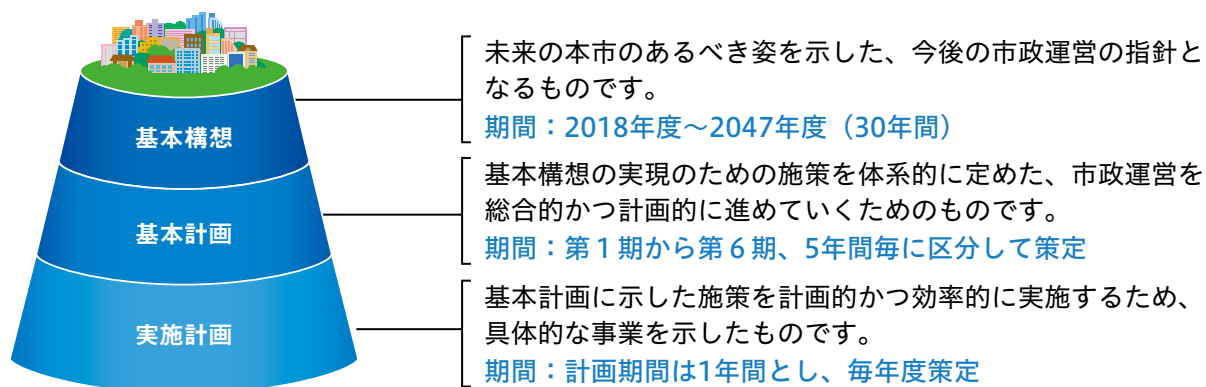 基本構想
未来の本市のあるべき姿を示した、今後の市政運営の指針と
なるものです。
期間：2018年度～2047年度（30年間）
基本計画
基本構想の実現のための施策を体系的に定めた、市政運営を
総合的かつ計画的に進めていくためのものです。
期間：第１期から第６期、5年間毎に区分して策定
実施計画
基本計画に示した施策を計画的かつ効率的に実施するため、
具体的な事業を示したものです。
期間：計画期間は1年間とし、毎年度策定